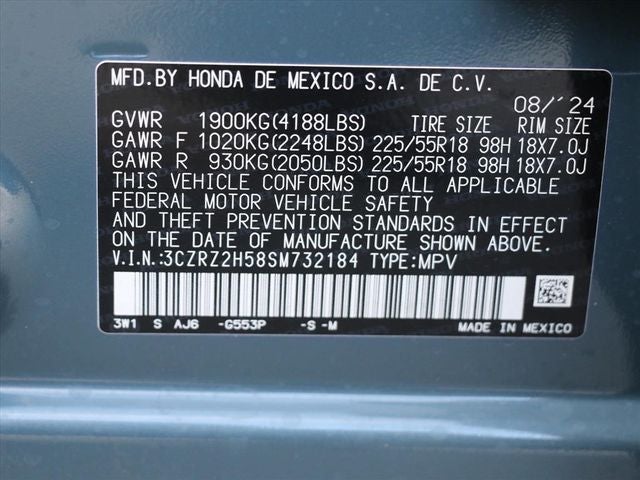 MFD.BY HONDA DE MEXICO S.A. DE C.V.
08/'24
GVWR 1900KG(4188LBS) TIRE SIZE RIM SIZE
GAWR F 1020KG(2248LBS) 225/55R18 98H 18X7.0J
GAWR R 930KG(2050LBS) 225/55R18 98H 18X7.0J
THIS VEHICLE CONFORMS TO ALL APPLICABLE
FEDERAL MOTOR VEHICLE SAFETY
AND THEFT PREVENTION STANDARDS IN EFFECT
ON THE DATE OF MANUFACTURE SHOWN ABOVE.
V.I.N.:3CZRZ2H58SM732184 TYPE:MPV
3W1 S AJ6 -G553P -S-M MADE IN MEXICO